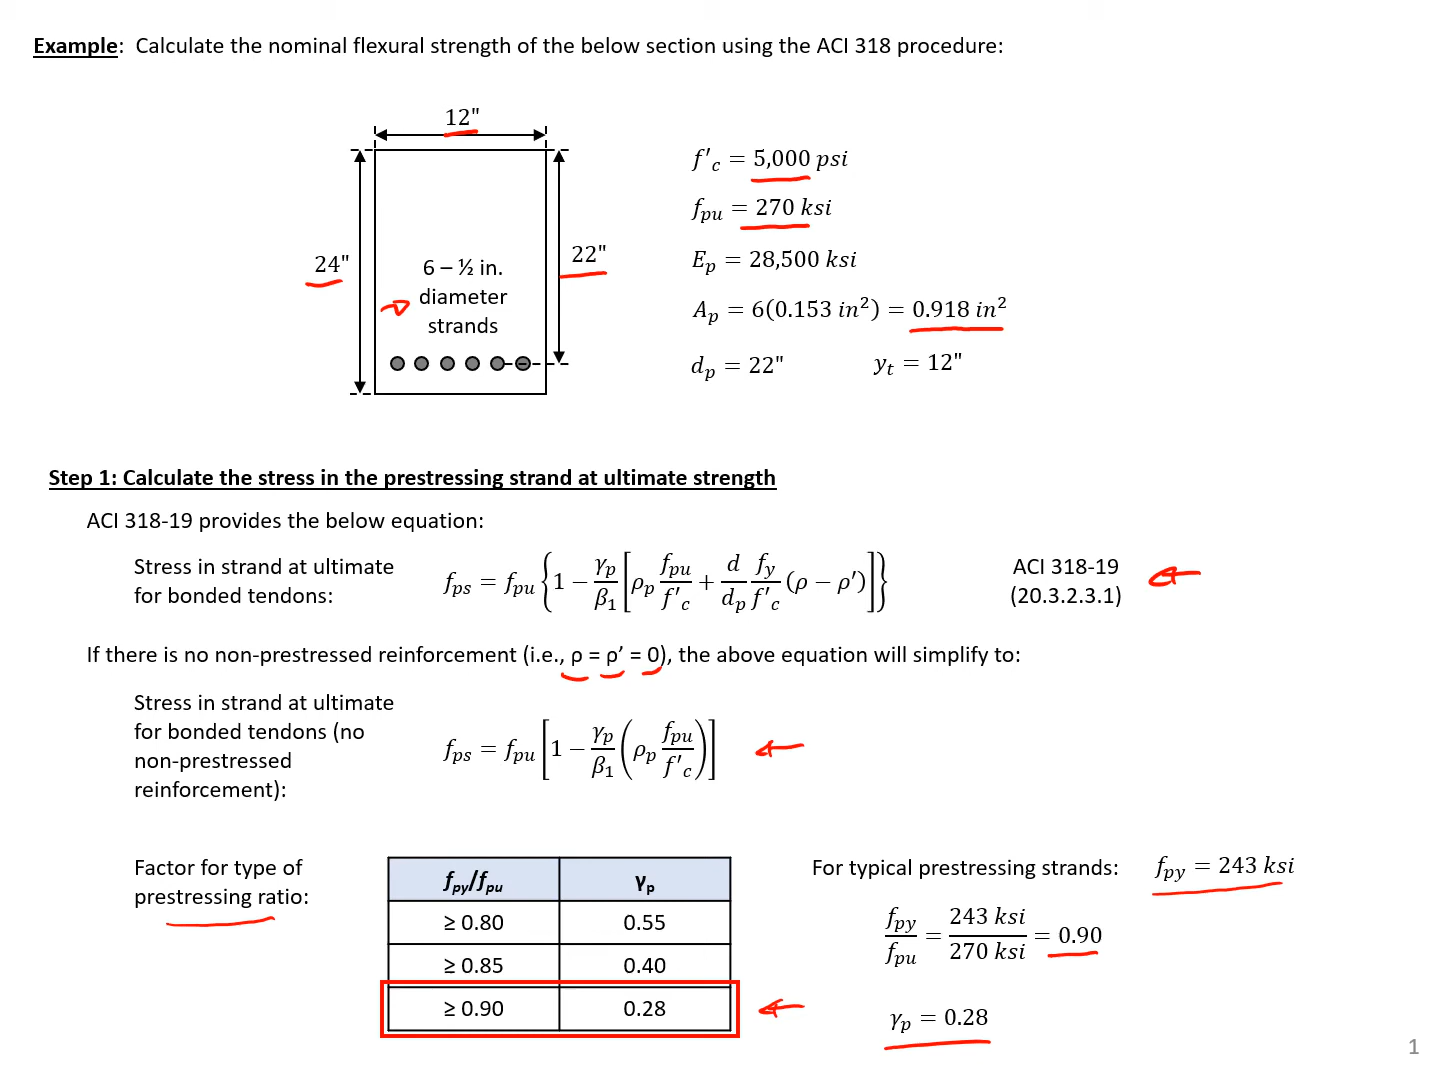 Example: Calculate the nominal flexural strength of the below section using the ACI 318 procedure:
12"
24"
22"
6 – ½ in.
diameter
strands
f'c = 5,000 psi
fpu = 270 ksi
Ep = 28,500 ksi
Ap = 6(0.153 in²) = 0.918 in²
dp = 22" yt = 12"
Step 1: Calculate the stress in the prestressing strand at ultimate strength
ACI 318-19 provides the below equation:
Stress in strand at ultimate
for bonded tendons:
fps = fpu {1 − γp/β1 [ρp fpu/f'c + d/dp fy/f'c (ρ − ρ')]}
ACI 318-19
(20.3.2.3.1)
If there is no non-prestressed reinforcement (i.e., ρ = ρ’ = 0), the above equation will simplify to:
Stress in strand at ultimate
for bonded tendons (no
non-prestressed
reinforcement):
fps = fpu [1 − γp/β1 (ρp fpu/f'c)]
Factor for type of
prestressing ratio:
fpy/fpu γp
≥ 0.80 0.55
≥ 0.85 0.40
≥ 0.90 0.28
For typical prestressing strands: fpy = 243 ksi
fpy/fpu = 243 ksi/270 ksi = 0.90
γp = 0.28
1